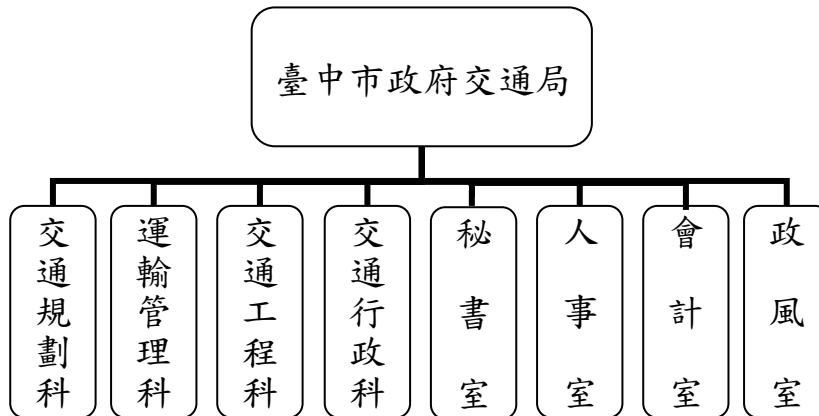 臺中市政府交通局
交通規劃科
運輸管理科
交通工程科
交通行政科
秘書室
人事室
會計室
政風室